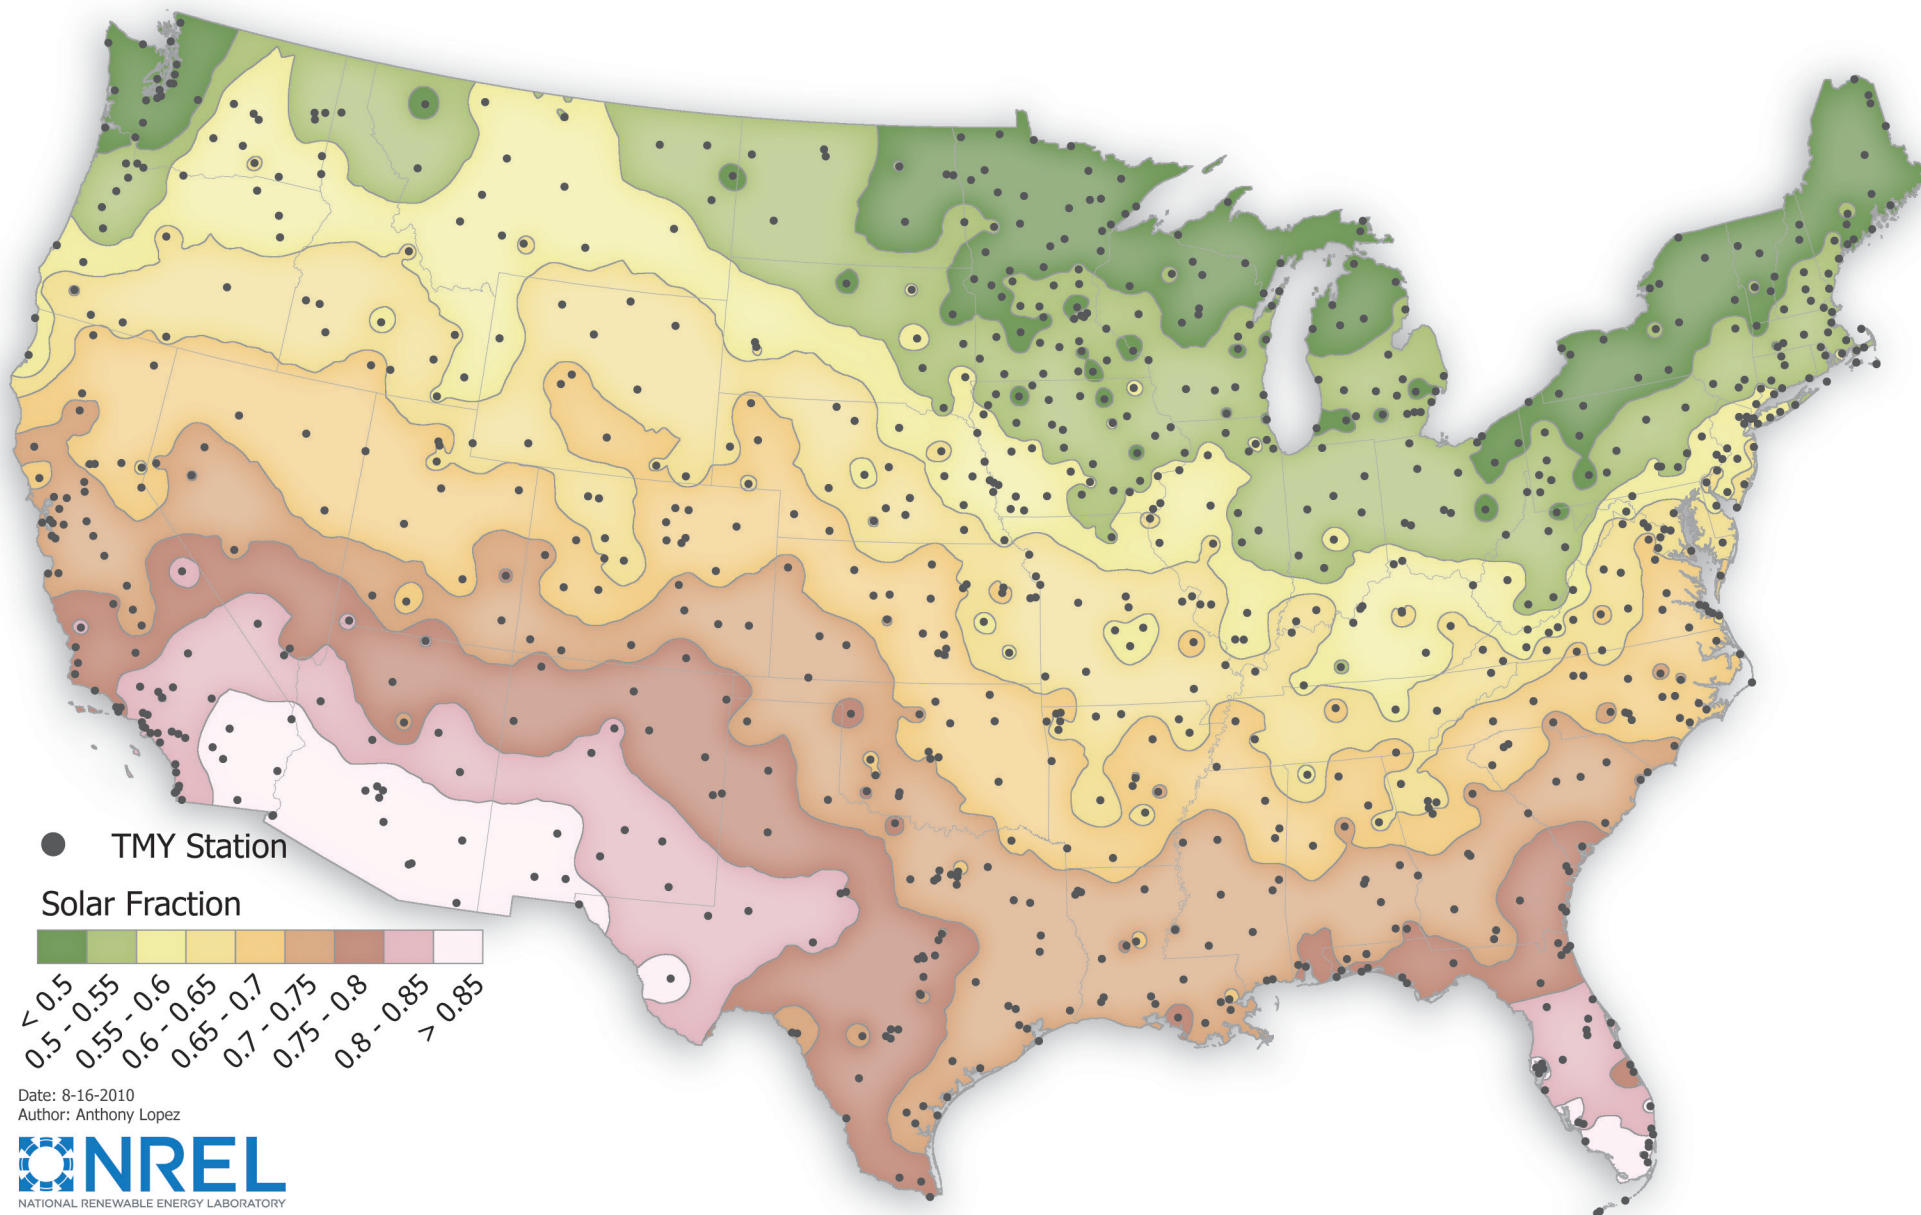 TMY Station
Solar Fraction
< 0.5
0.5 - 0.55
0.55 - 0.6
0.6 - 0.65
0.65 - 0.7
0.7 - 0.75
0.75 - 0.8
0.8 - 0.85
> 0.85
Date: 8-16-2010
Author: Anthony Lopez
NREL
NATIONAL RENEWABLE ENERGY LABORATORY